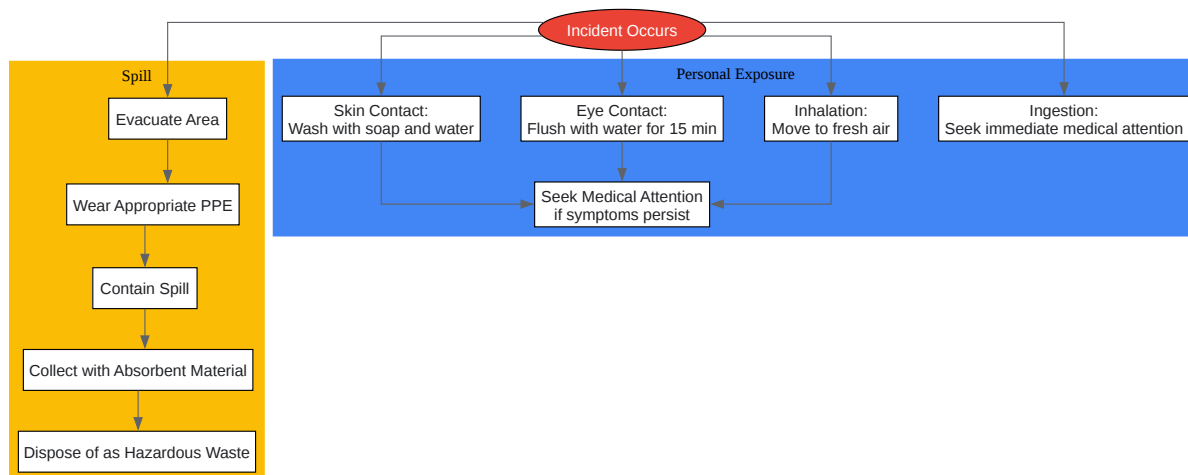 Incident Occurs
Spill
Evacuate Area
Wear Appropriate PPE
Contain Spill
Collect with Absorbent Material
Dispose of as Hazardous Waste
Personal Exposure
Skin Contact:
Wash with soap and water
Eye Contact:
Flush with water for 15 min
Inhalation:
Move to fresh air
Ingestion:
Seek immediate medical attention
Seek Medical Attention
if symptoms persist